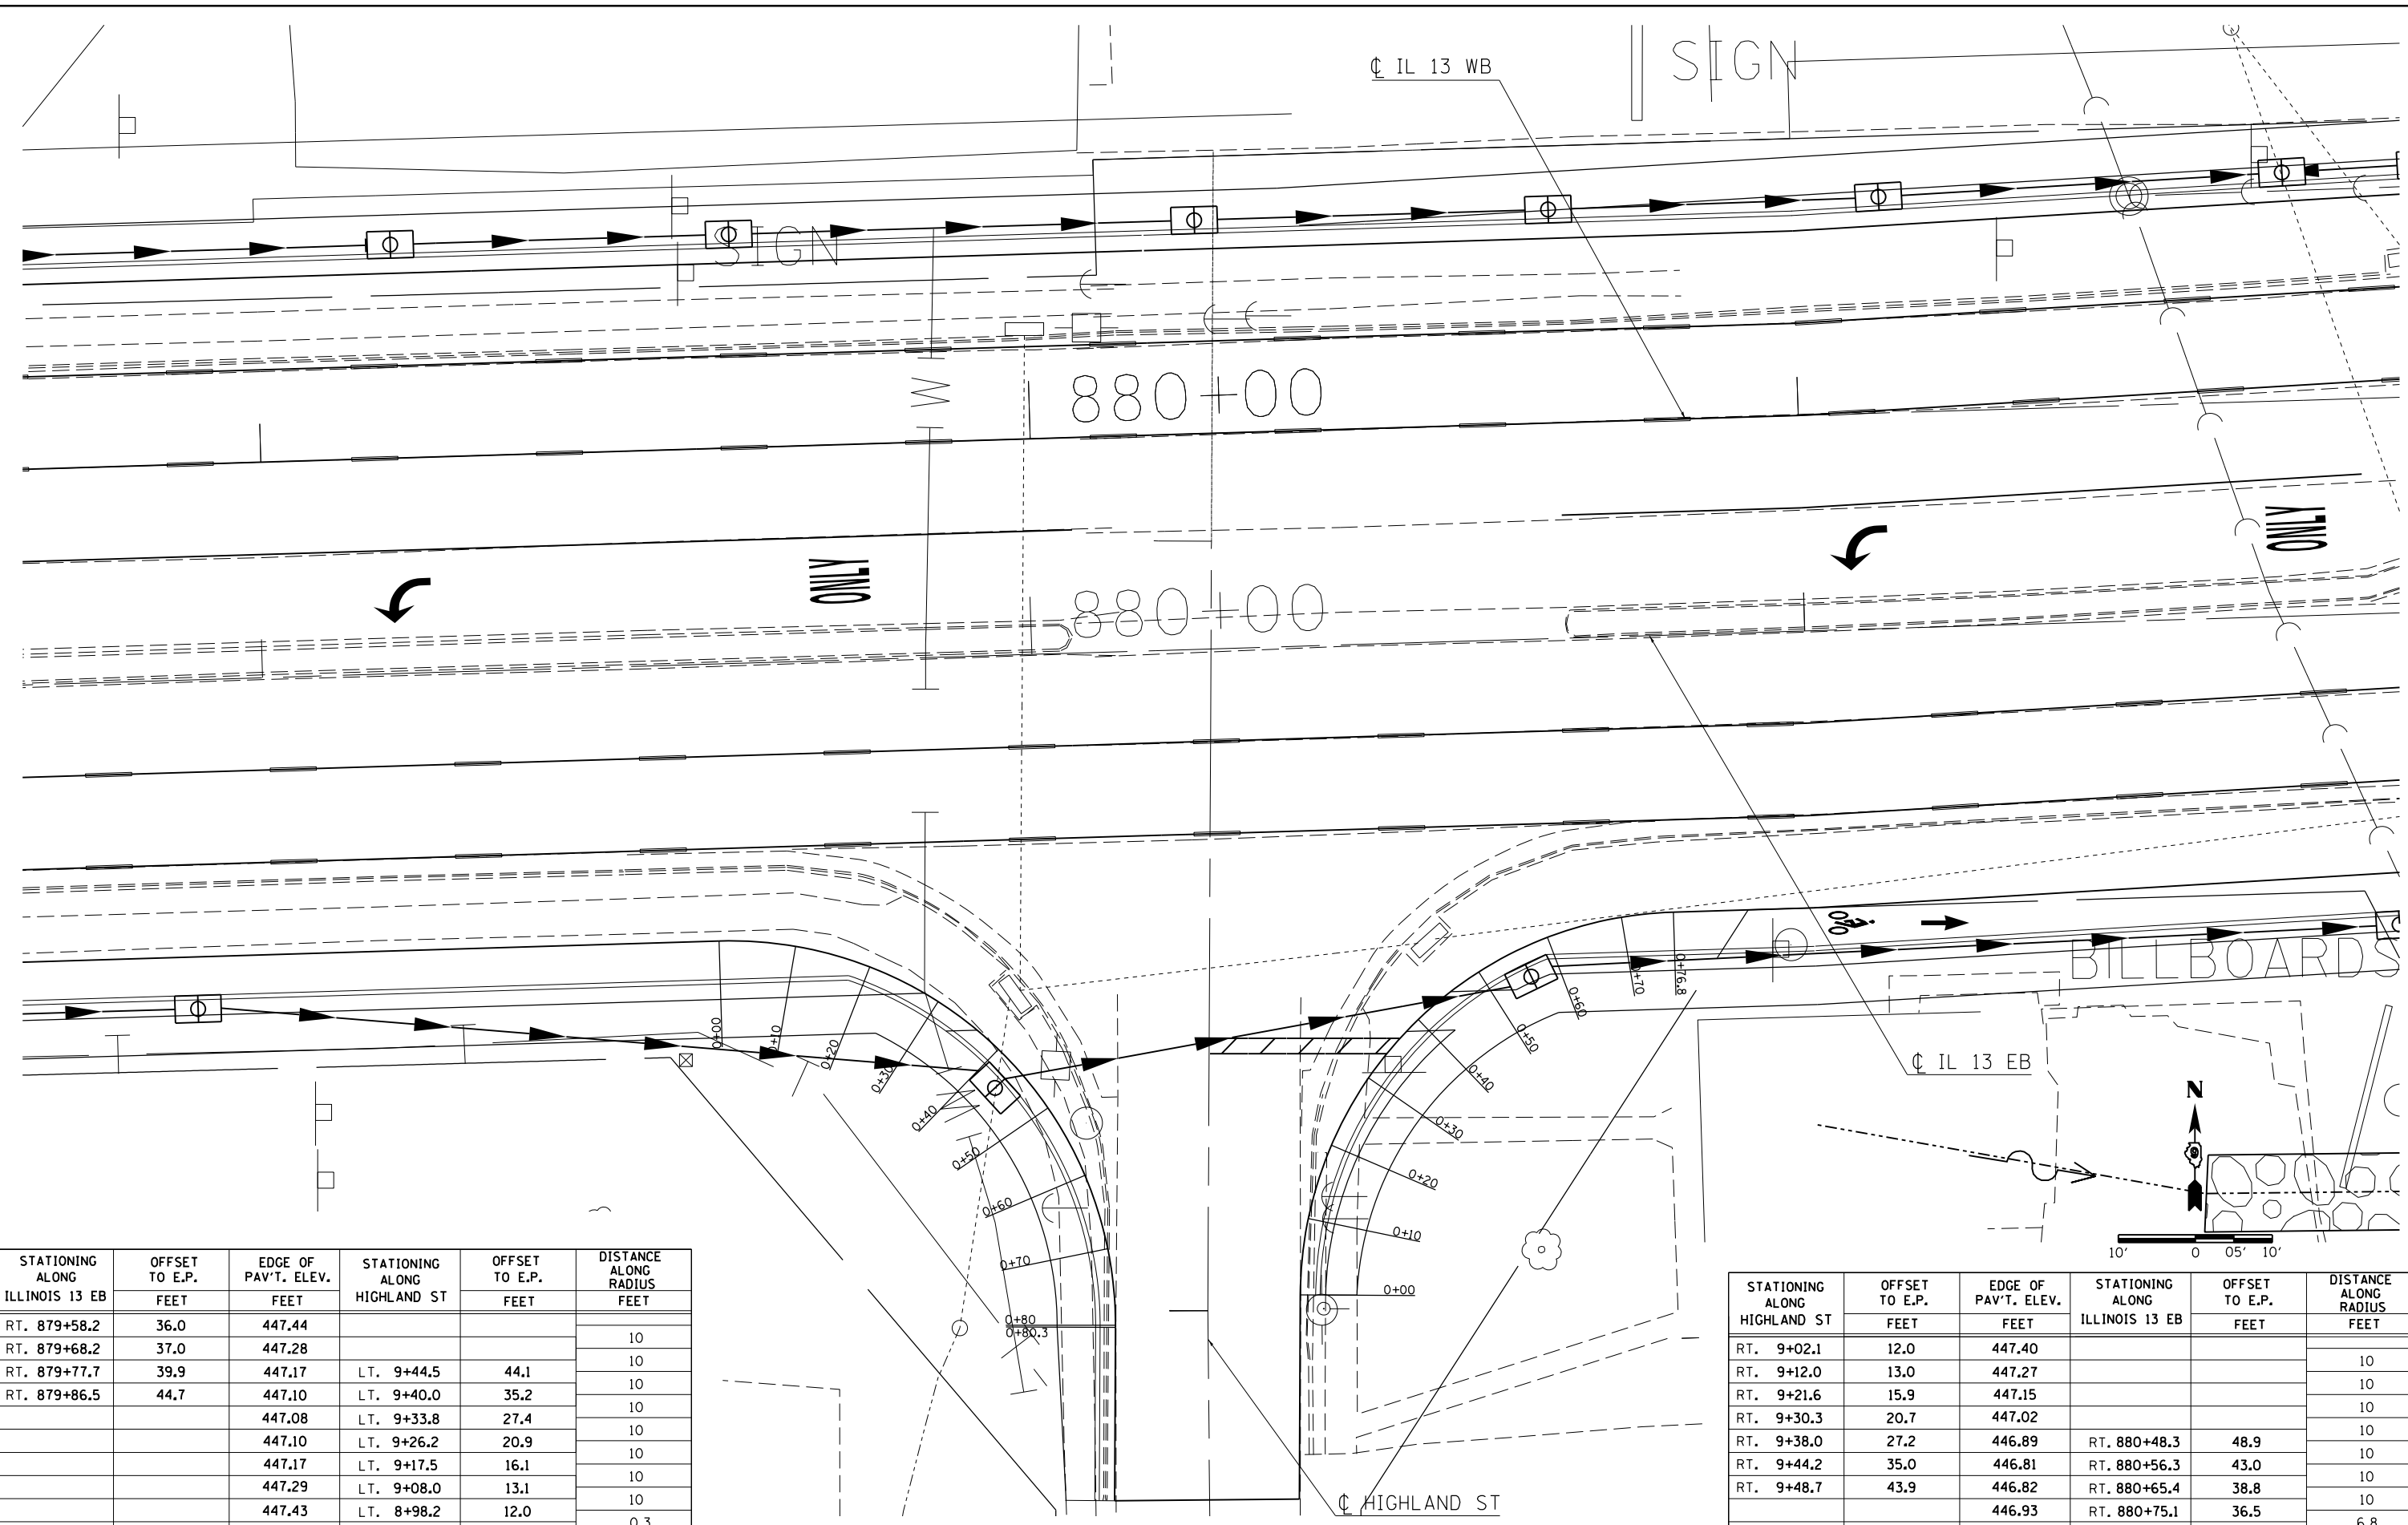 SIGN
℄ IL 13 WB
SIGN
880+00
ONLY
ONLY
880+00
BILLBOARDS
0+00
0+10
0+20
0+30
0+40
0+50
0+60
0+70
0+80
0+80.3
0+76.8
0+70
0+60
0+50
0+40
0+30
0+20
0+10
0+00
℄ IL 13 EB
N
10' 0 05' 10'
℄ HIGHLAND ST
STATIONING ALONG ILLINOIS 13 EB | OFFSET TO E.P. | EDGE OF PAV'T. ELEV. | STATIONING ALONG HIGHLAND ST | OFFSET TO E.P. | DISTANCE ALONG RADIUS
FEET FEET FEET FEET
RT. 879+58.2 36.0 447.44
10
RT. 879+68.2 37.0 447.28
10
RT. 879+77.7 39.9 447.17 LT. 9+44.5 44.1
10
RT. 879+86.5 44.7 447.10 LT. 9+40.0 35.2
10
447.08 LT. 9+33.8 27.4
10
447.10 LT. 9+26.2 20.9
10
447.17 LT. 9+17.5 16.1
10
447.29 LT. 9+08.0 13.1
10
447.43 LT. 8+98.2 12.0
0.3
STATIONING ALONG HIGHLAND ST | OFFSET TO E.P. | EDGE OF PAV'T. ELEV. | STATIONING ALONG ILLINOIS 13 EB | OFFSET TO E.P. | DISTANCE ALONG RADIUS
FEET FEET FEET FEET
RT. 9+02.1 12.0 447.40
10
RT. 9+12.0 13.0 447.27
10
RT. 9+21.6 15.9 447.15
10
RT. 9+30.3 20.7 447.02
10
RT. 9+38.0 27.2 446.89 RT. 880+48.3 48.9
10
RT. 9+44.2 35.0 446.81 RT. 880+56.3 43.0
10
RT. 9+48.7 43.9 446.82 RT. 880+65.4 38.8
10
446.93 RT. 880+75.1 36.5
6.8